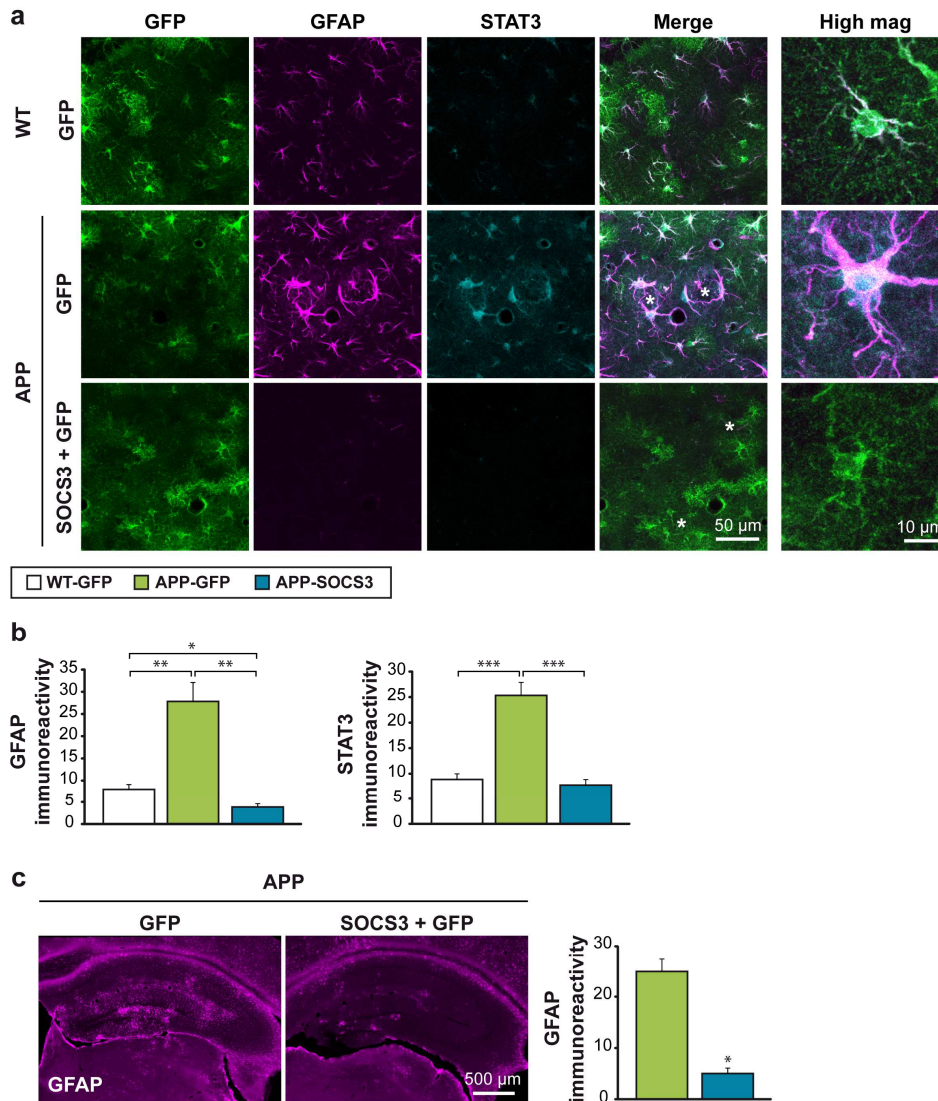 a
GFP GFAP STAT3 Merge High mag
WT
GFP
APP
GFP
SOCS3 + GFP
*
*
*
*
50 µm
10 µm
WT-GFP APP-GFP APP-SOCS3
b
GFAP
immunoreactivity
35
30
25
20
15
10
5
0
*
** **
STAT3
immunoreactivity
30
25
20
15
10
5
0
*** ***
c
APP
GFP SOCS3 + GFP
GFAP
500 µm
GFAP
immunoreactivity
30
20
10
0
*